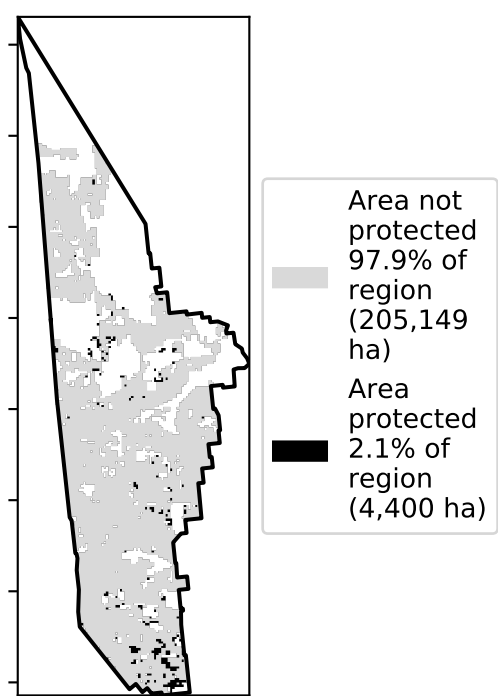 Area not
protected
97.9% of
region
(205,149
ha)
Area
protected
2.1% of
region
(4,400 ha)